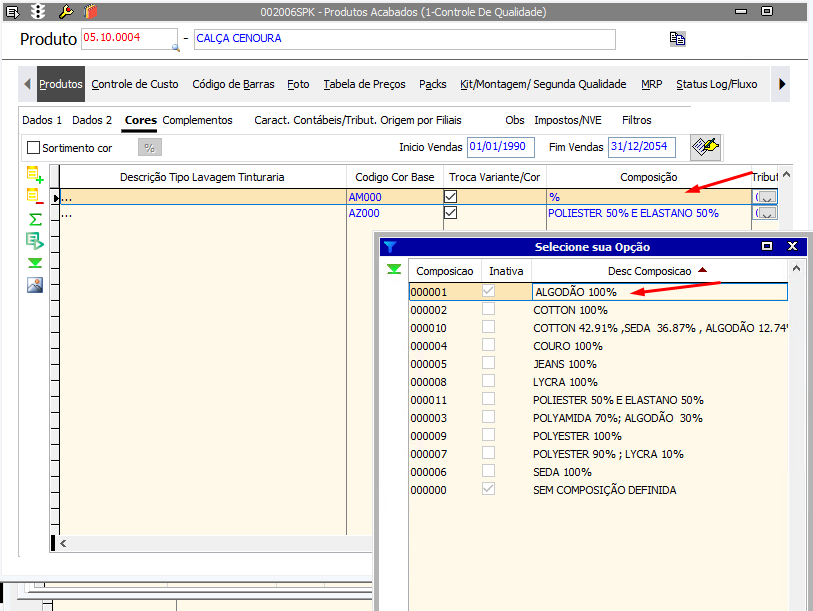 002006SPK - Produtos Acabados (1-Controle De Qualidade)
Produto 05.10.0004 - CALÇA CENOURA
Produtos Controle de Custo Código de Barras Foto Tabela de Preços Packs Kit/Montagem/ Segunda Qualidade MRP Status Log/Fluxo
Dados 1 Dados 2 Cores Complementos Caract. Contábeis/Tribut. Origem por Filiais Obs Impostos/NVE Filtros
Sortimento cor % Inicio Vendas 01/01/1990 Fim Vendas 31/12/2054
Descrição Tipo Lavagem Tinturaria Codigo Cor Base Troca Variante/Cor Composição Tribut
... AM000 %
... AZ000 POLIESTER 50% E ELASTANO 50%
Selecione sua Opção
Composicao Inativa Desc Composicao
000001 ALGODÃO 100%
000002 COTTON 100%
000010 COTTON 42.91% ,SEDA 36.87% , ALGODÃO 12.74%
000004 COURO 100%
000005 JEANS 100%
000008 LYCRA 100%
000011 POLIESTER 50% E ELASTANO 50%
000003 POLYAMIDA 70%; ALGODÃO 30%
000009 POLYESTER 100%
000007 POLYESTER 90% ; LYCRA 10%
000006 SEDA 100%
000000 SEM COMPOSIÇÃO DEFINIDA